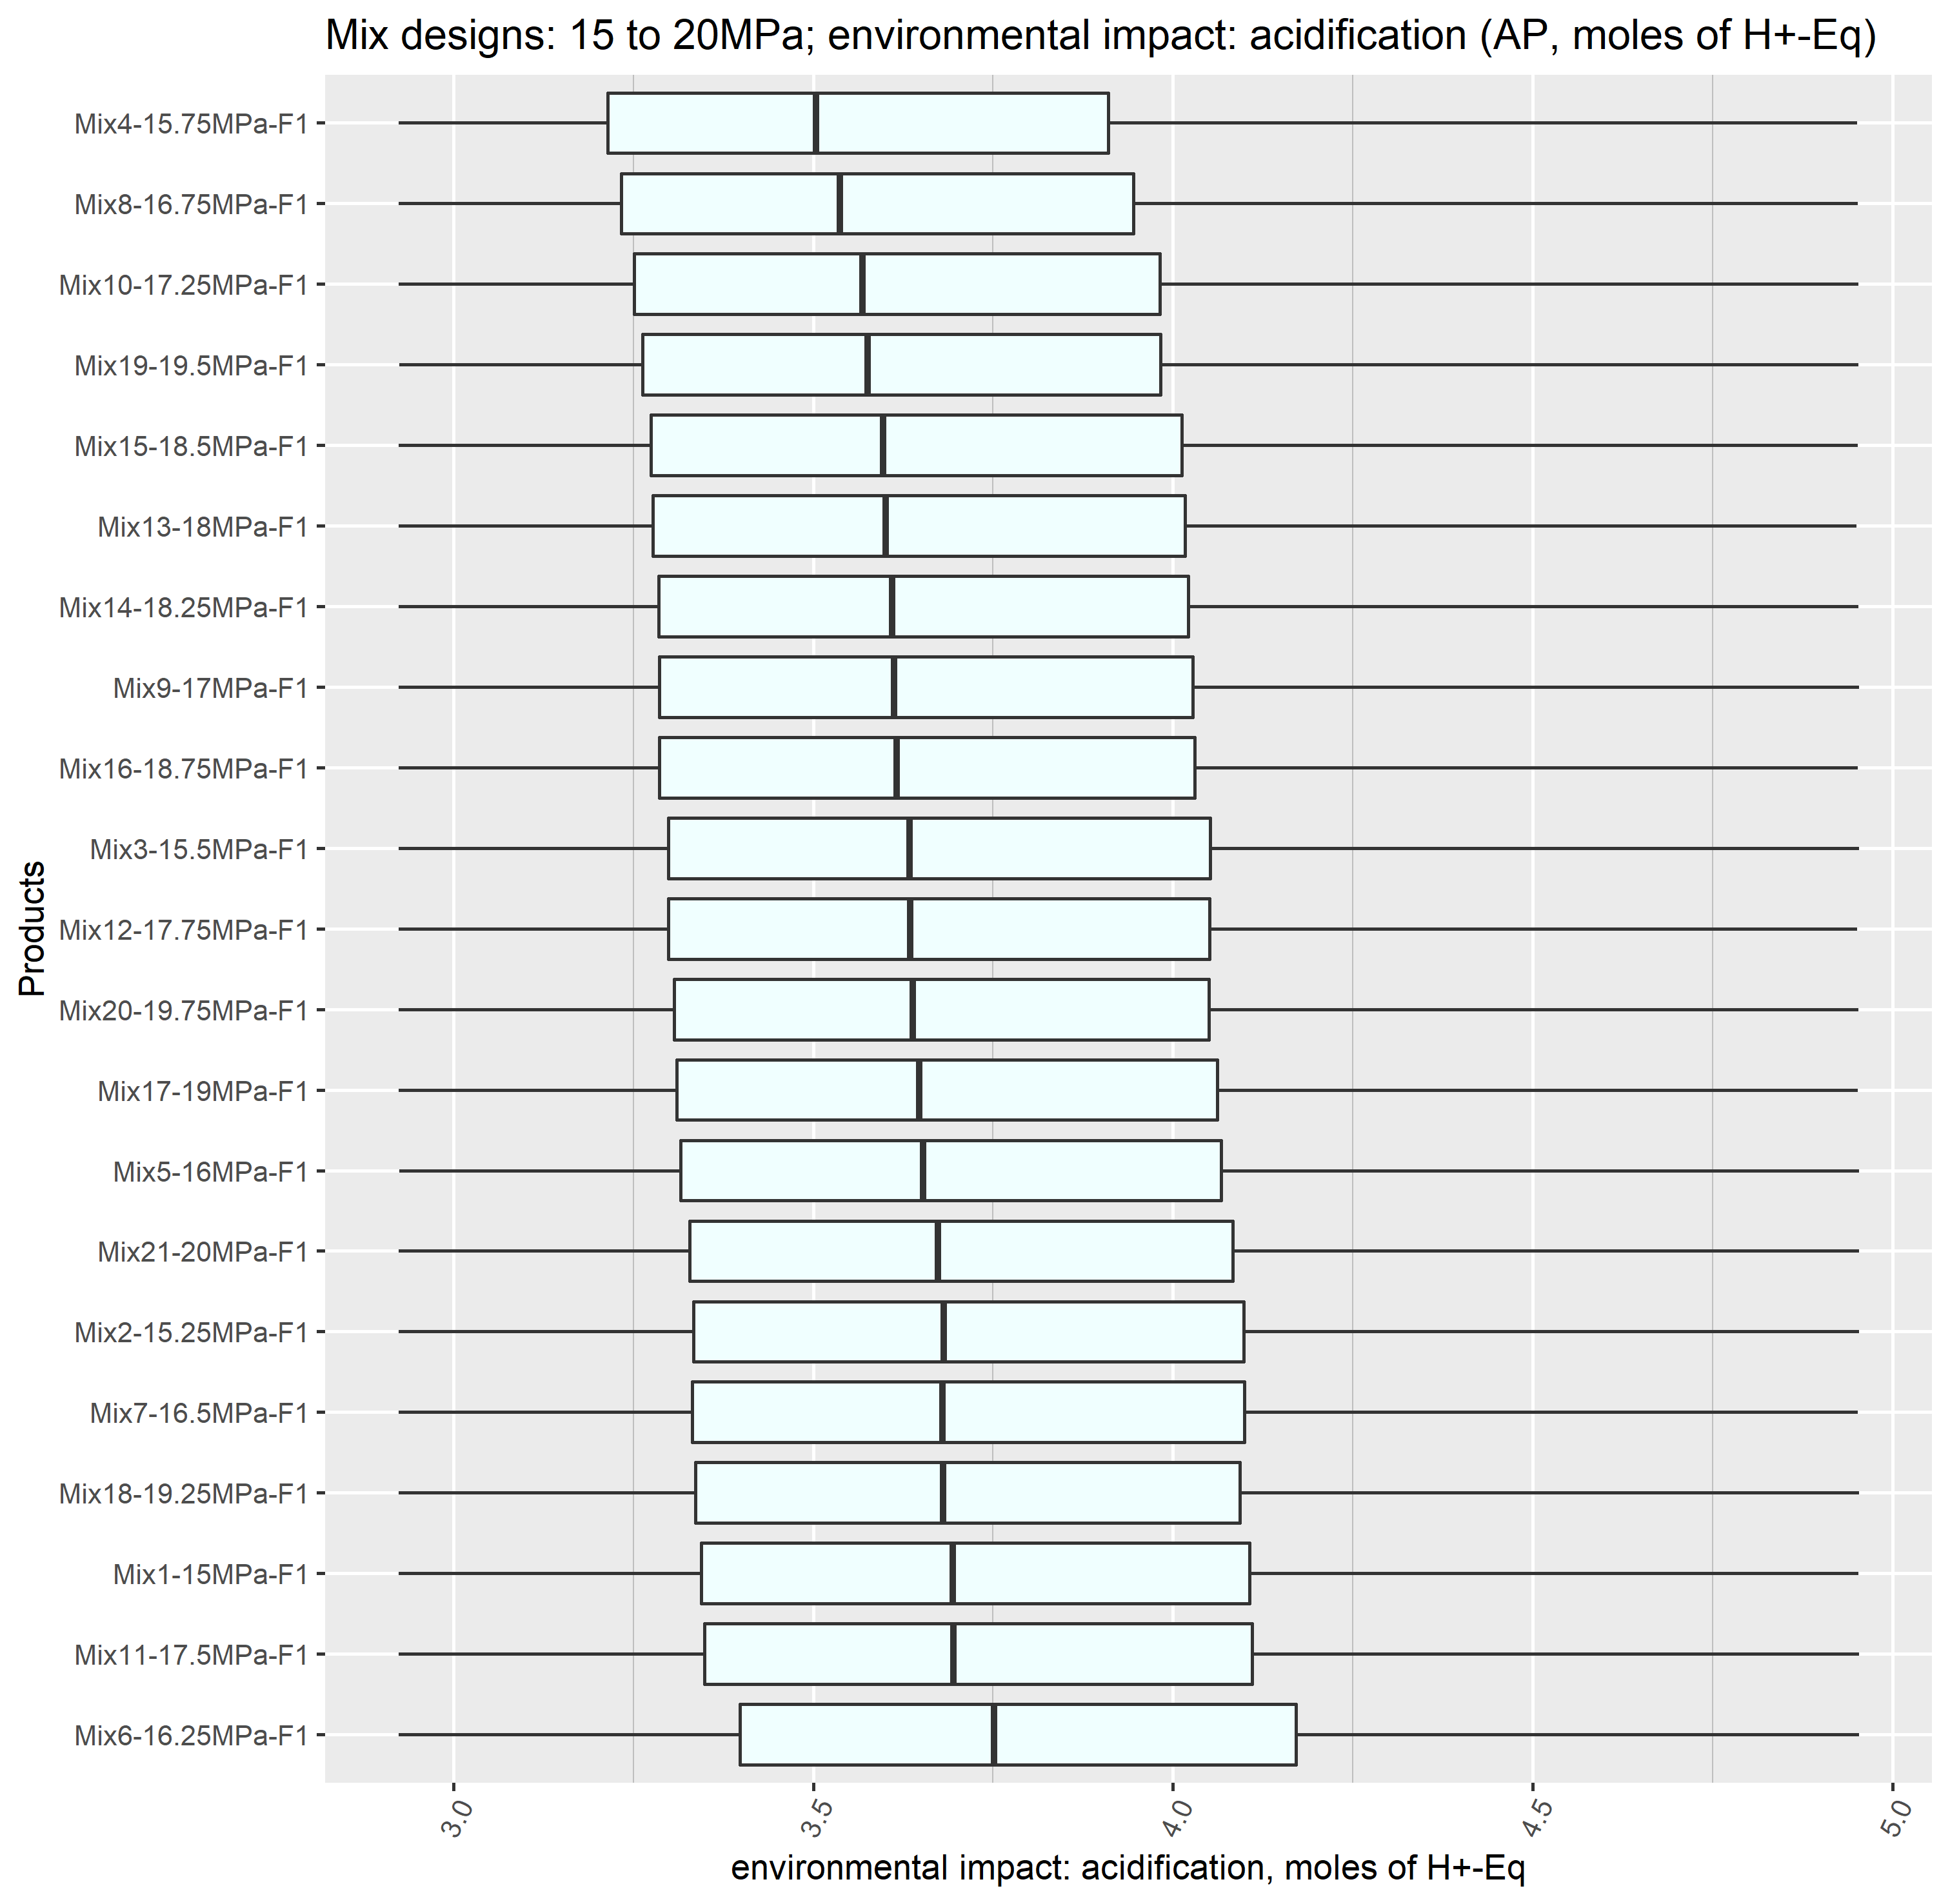 Mix designs: 15 to 20MPa; environmental impact: acidification (AP, moles of H+-Eq)
Products
Mix4-15.75MPa-F1
Mix8-16.75MPa-F1
Mix10-17.25MPa-F1
Mix19-19.5MPa-F1
Mix15-18.5MPa-F1
Mix13-18MPa-F1
Mix14-18.25MPa-F1
Mix9-17MPa-F1
Mix16-18.75MPa-F1
Mix3-15.5MPa-F1
Mix12-17.75MPa-F1
Mix20-19.75MPa-F1
Mix17-19MPa-F1
Mix5-16MPa-F1
Mix21-20MPa-F1
Mix2-15.25MPa-F1
Mix7-16.5MPa-F1
Mix18-19.25MPa-F1
Mix1-15MPa-F1
Mix11-17.5MPa-F1
Mix6-16.25MPa-F1
3.0 3.5 4.0 4.5 5.0
environmental impact: acidification, moles of H+-Eq